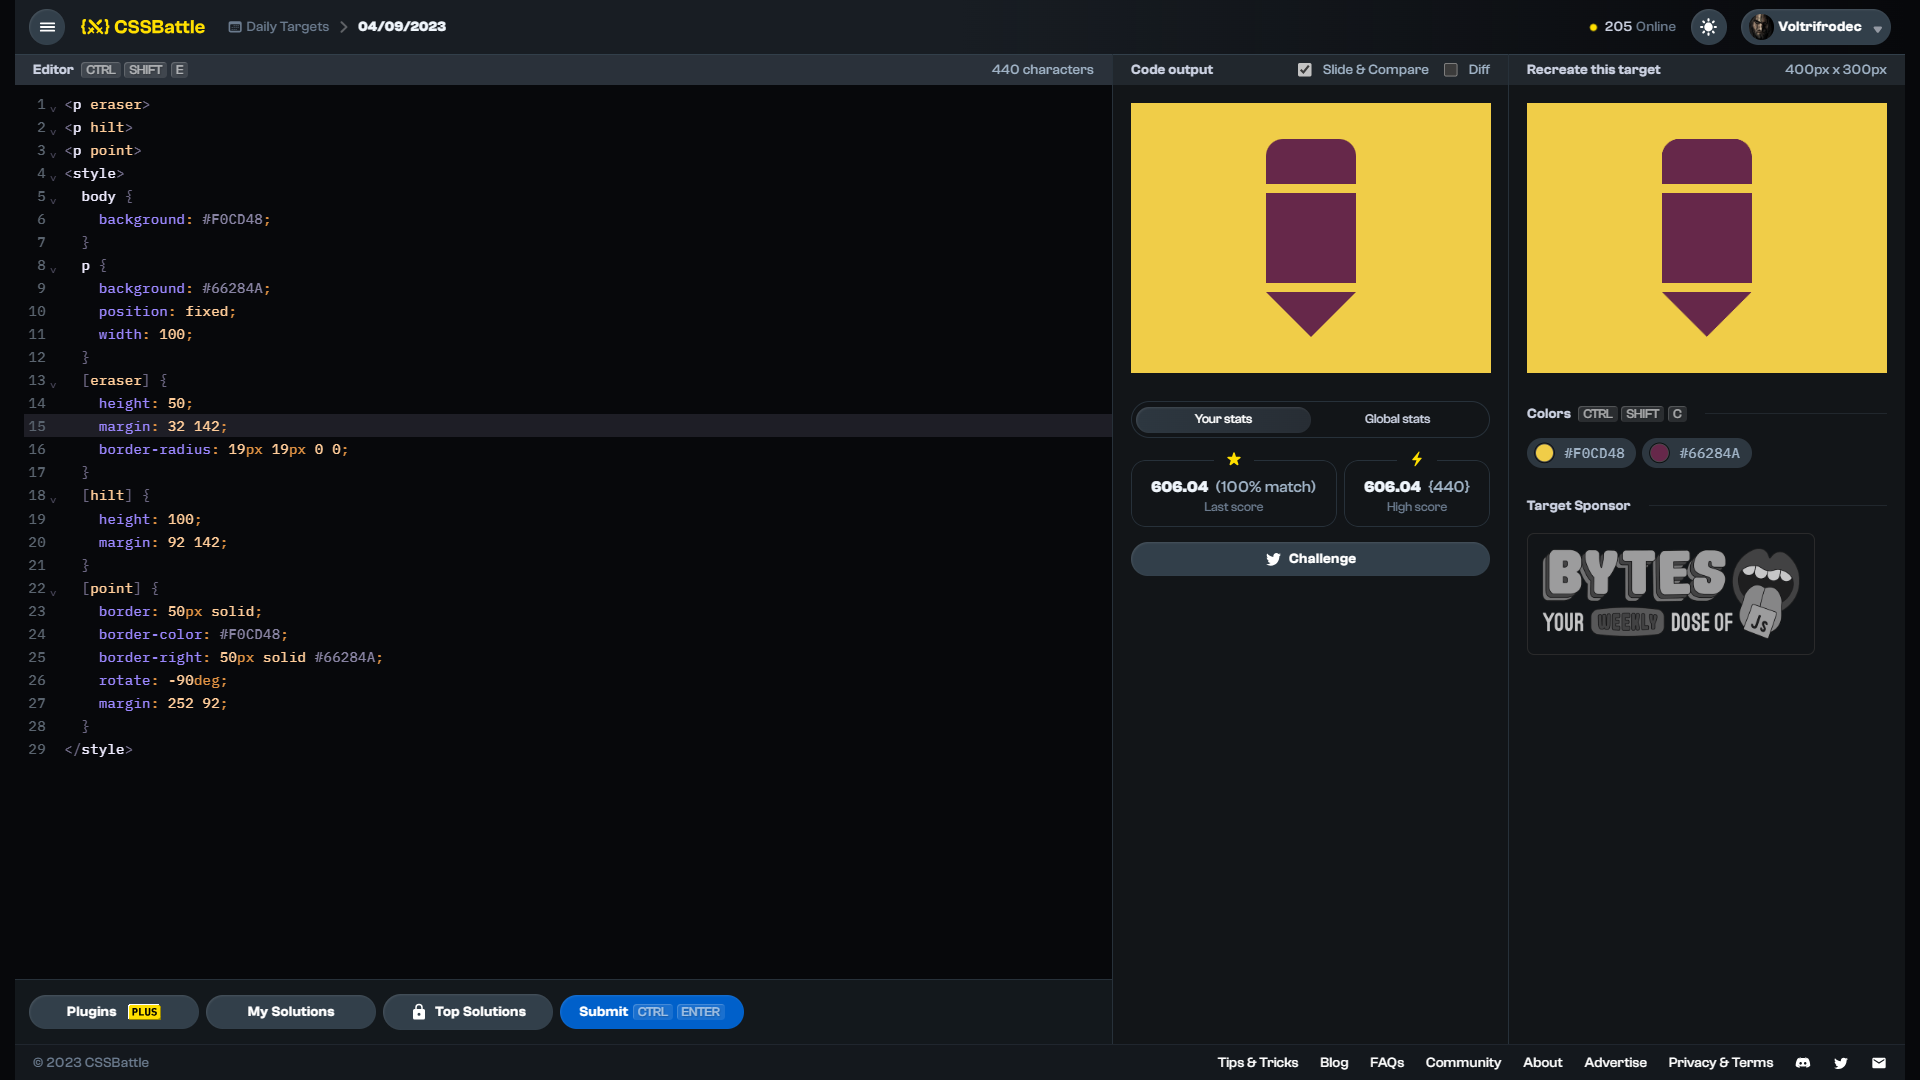 CSSBattle
Daily Targets
04/09/2023
205 Online
Voltrifrodec
Editor CTRL SHIFT E
440 characters
1 <p eraser>
2 <p hilt>
3 <p point>
4 <style>
5 body {
6 background: #F0CD48;
7 }
8 p {
9 background: #66284A;
10 position: fixed;
11 width: 100;
12 }
13 [eraser] {
14 height: 50;
15 margin: 32 142;
16 border-radius: 19px 19px 0 0;
17 }
18 [hilt] {
19 height: 100;
20 margin: 92 142;
21 }
22 [point] {
23 border: 50px solid;
24 border-color: #F0CD48;
25 border-right: 50px solid #66284A;
26 rotate: -90deg;
27 margin: 252 92;
28 }
29 </style>
Plugins PLUS
My Solutions
Top Solutions
Submit CTRL ENTER
Code output
Slide & Compare
Diff
Your stats
Global stats
606.04 (100% match)
Last score
606.04 {440}
High score
Challenge
Recreate this target
400px x 300px
Colors CTRL SHIFT C
#F0CD48
#66284A
Target Sponsor
BYTES
YOUR WEEKLY DOSE OF JS
© 2023 CSSBattle
Tips & Tricks
Blog
FAQs
Community
About
Advertise
Privacy & Terms